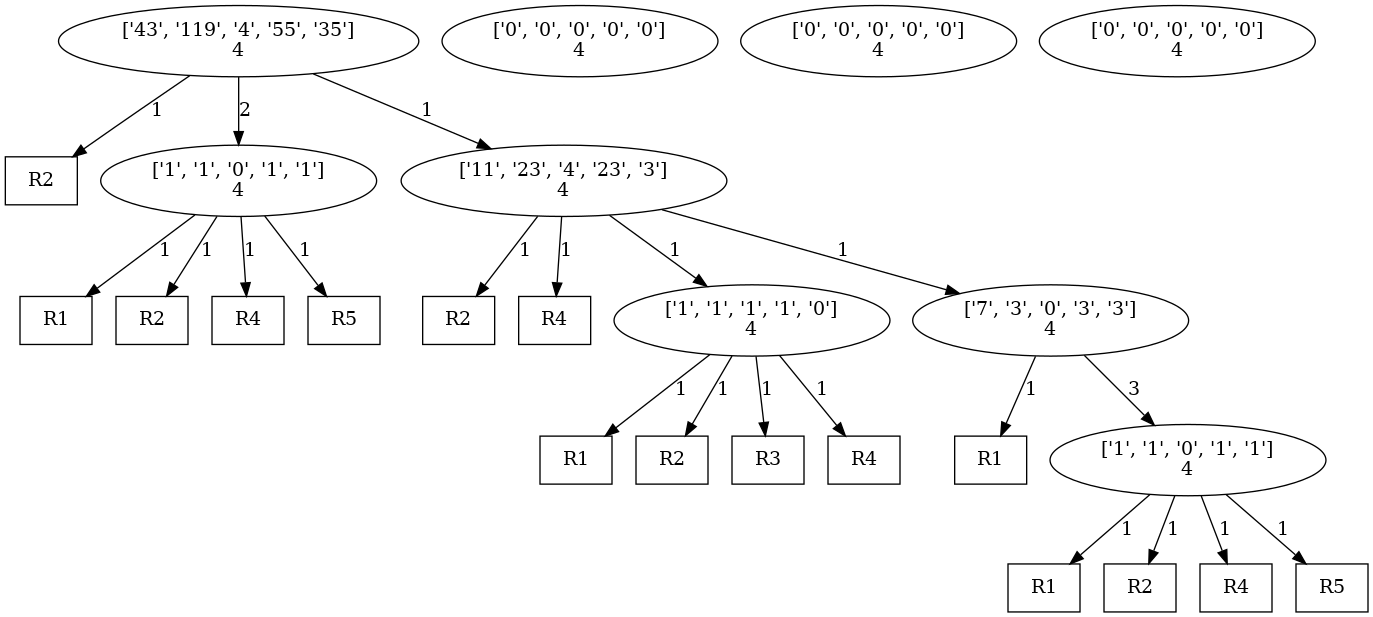 ['43', '119', '4', '55', '35']
4
['0', '0', '0', '0', '0']
4
['0', '0', '0', '0', '0']
4
['0', '0', '0', '0', '0']
4
1
2
1
R2
['1', '1', '0', '1', '1']
4
['11', '23', '4', '23', '3']
4
1
1
1
1
1
1
1
1
R1
R2
R4
R5
R2
R4
['1', '1', '1', '1', '0']
4
['7', '3', '0', '3', '3']
4
1
1
1
1
1
3
R1
R2
R3
R4
R1
['1', '1', '0', '1', '1']
4
1
1
1
1
R1
R2
R4
R5